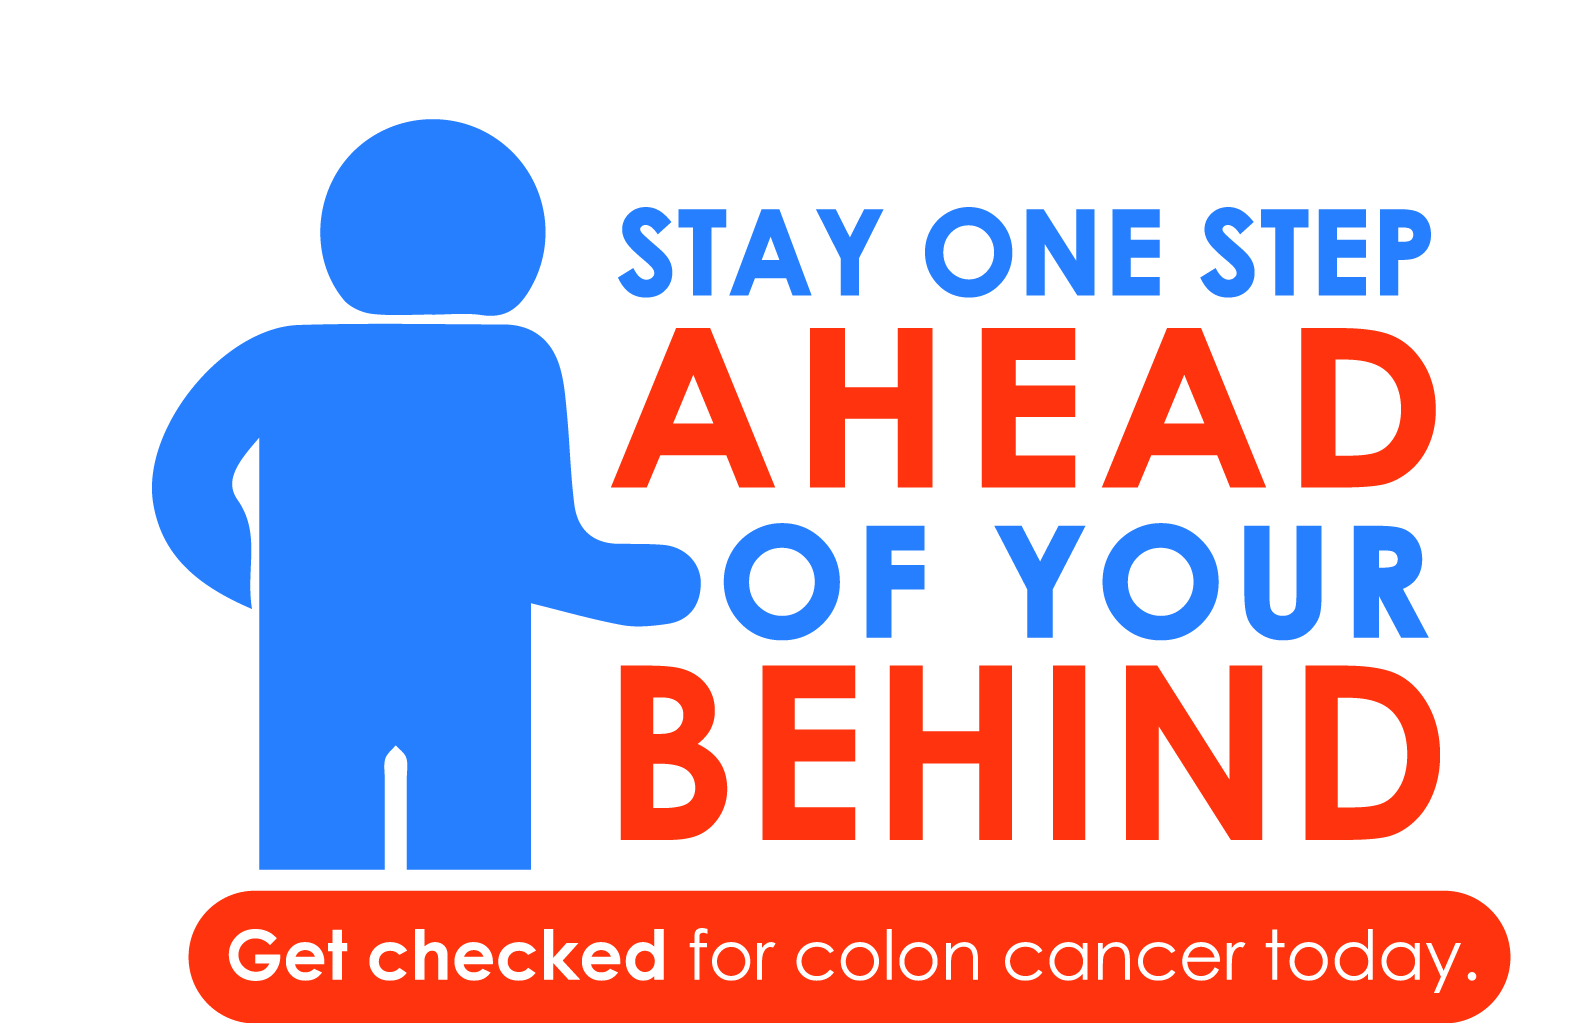 STAY ONE STEP
AHEAD
OF YOUR
BEHIND
Get checked for colon cancer today.